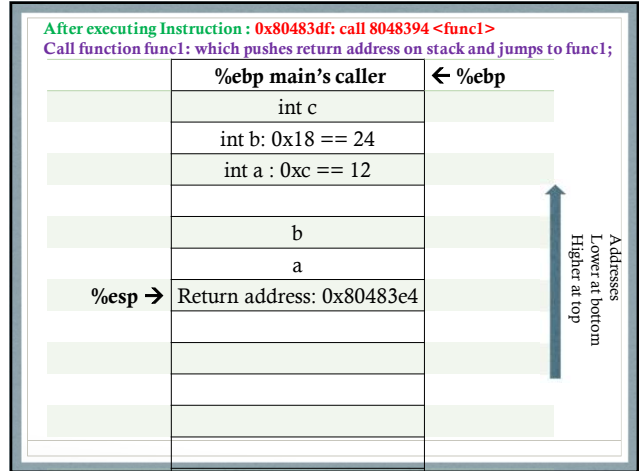 After executing Instruction : 0x80483df: call 8048394 <func1>
Call function func1: which pushes return address on stack and jumps to func1;
%ebp main's caller
← %ebp
int c
int b: 0x18 == 24
int a : 0xc == 12
b
a
%esp → Return address: 0x80483e4
Addresses
Lower at bottom
Higher at top